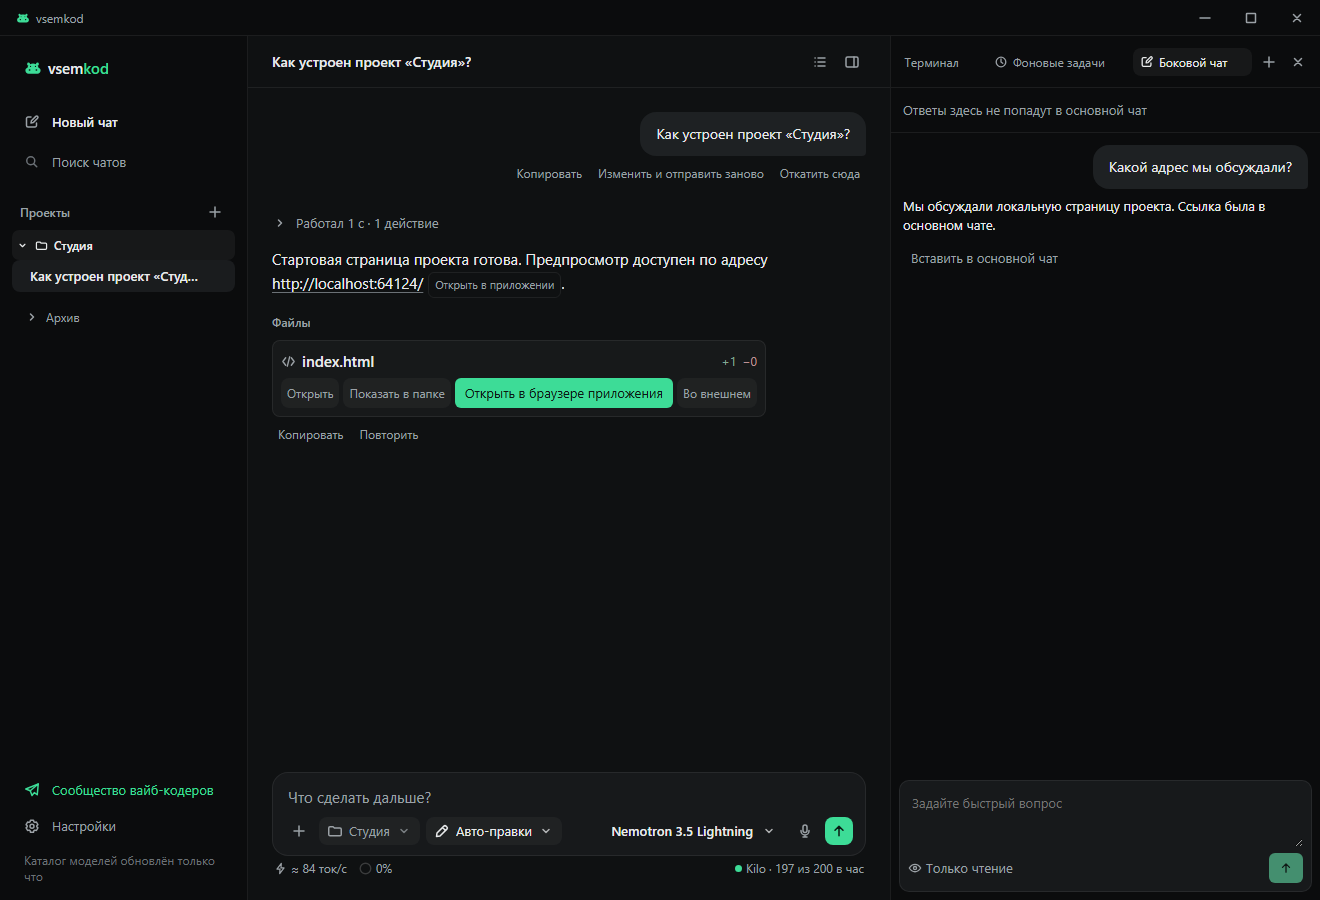 vsemkod
vsemkod
Новый чат
Поиск чатов
Проекты
Студия
Как устроен проект «Студ...
Архив
Сообщество вайб-кодеров
Настройки
Каталог моделей обновлён только
что
Как устроен проект «Студия»?
Как устроен проект «Студия»?
Копировать Изменить и отправить заново Откатить сюда
Работал 1 с · 1 действие
Стартовая страница проекта готова. Предпросмотр доступен по адресу
http://localhost:64124/ Открыть в приложении .
Файлы
index.html +1 −0
Открыть Показать в папке Открыть в браузере приложения Во внешнем
Копировать Повторить
Что сделать дальше?
Студия Авто-правки Nemotron 3.5 Lightning
≈ 84 ток/с 0% Kilo · 197 из 200 в час
Терминал Фоновые задачи Боковой чат
Ответы здесь не попадут в основной чат
Какой адрес мы обсуждали?
Мы обсуждали локальную страницу проекта. Ссылка была в
основном чате.
Вставить в основной чат
Задайте быстрый вопрос
Только чтение